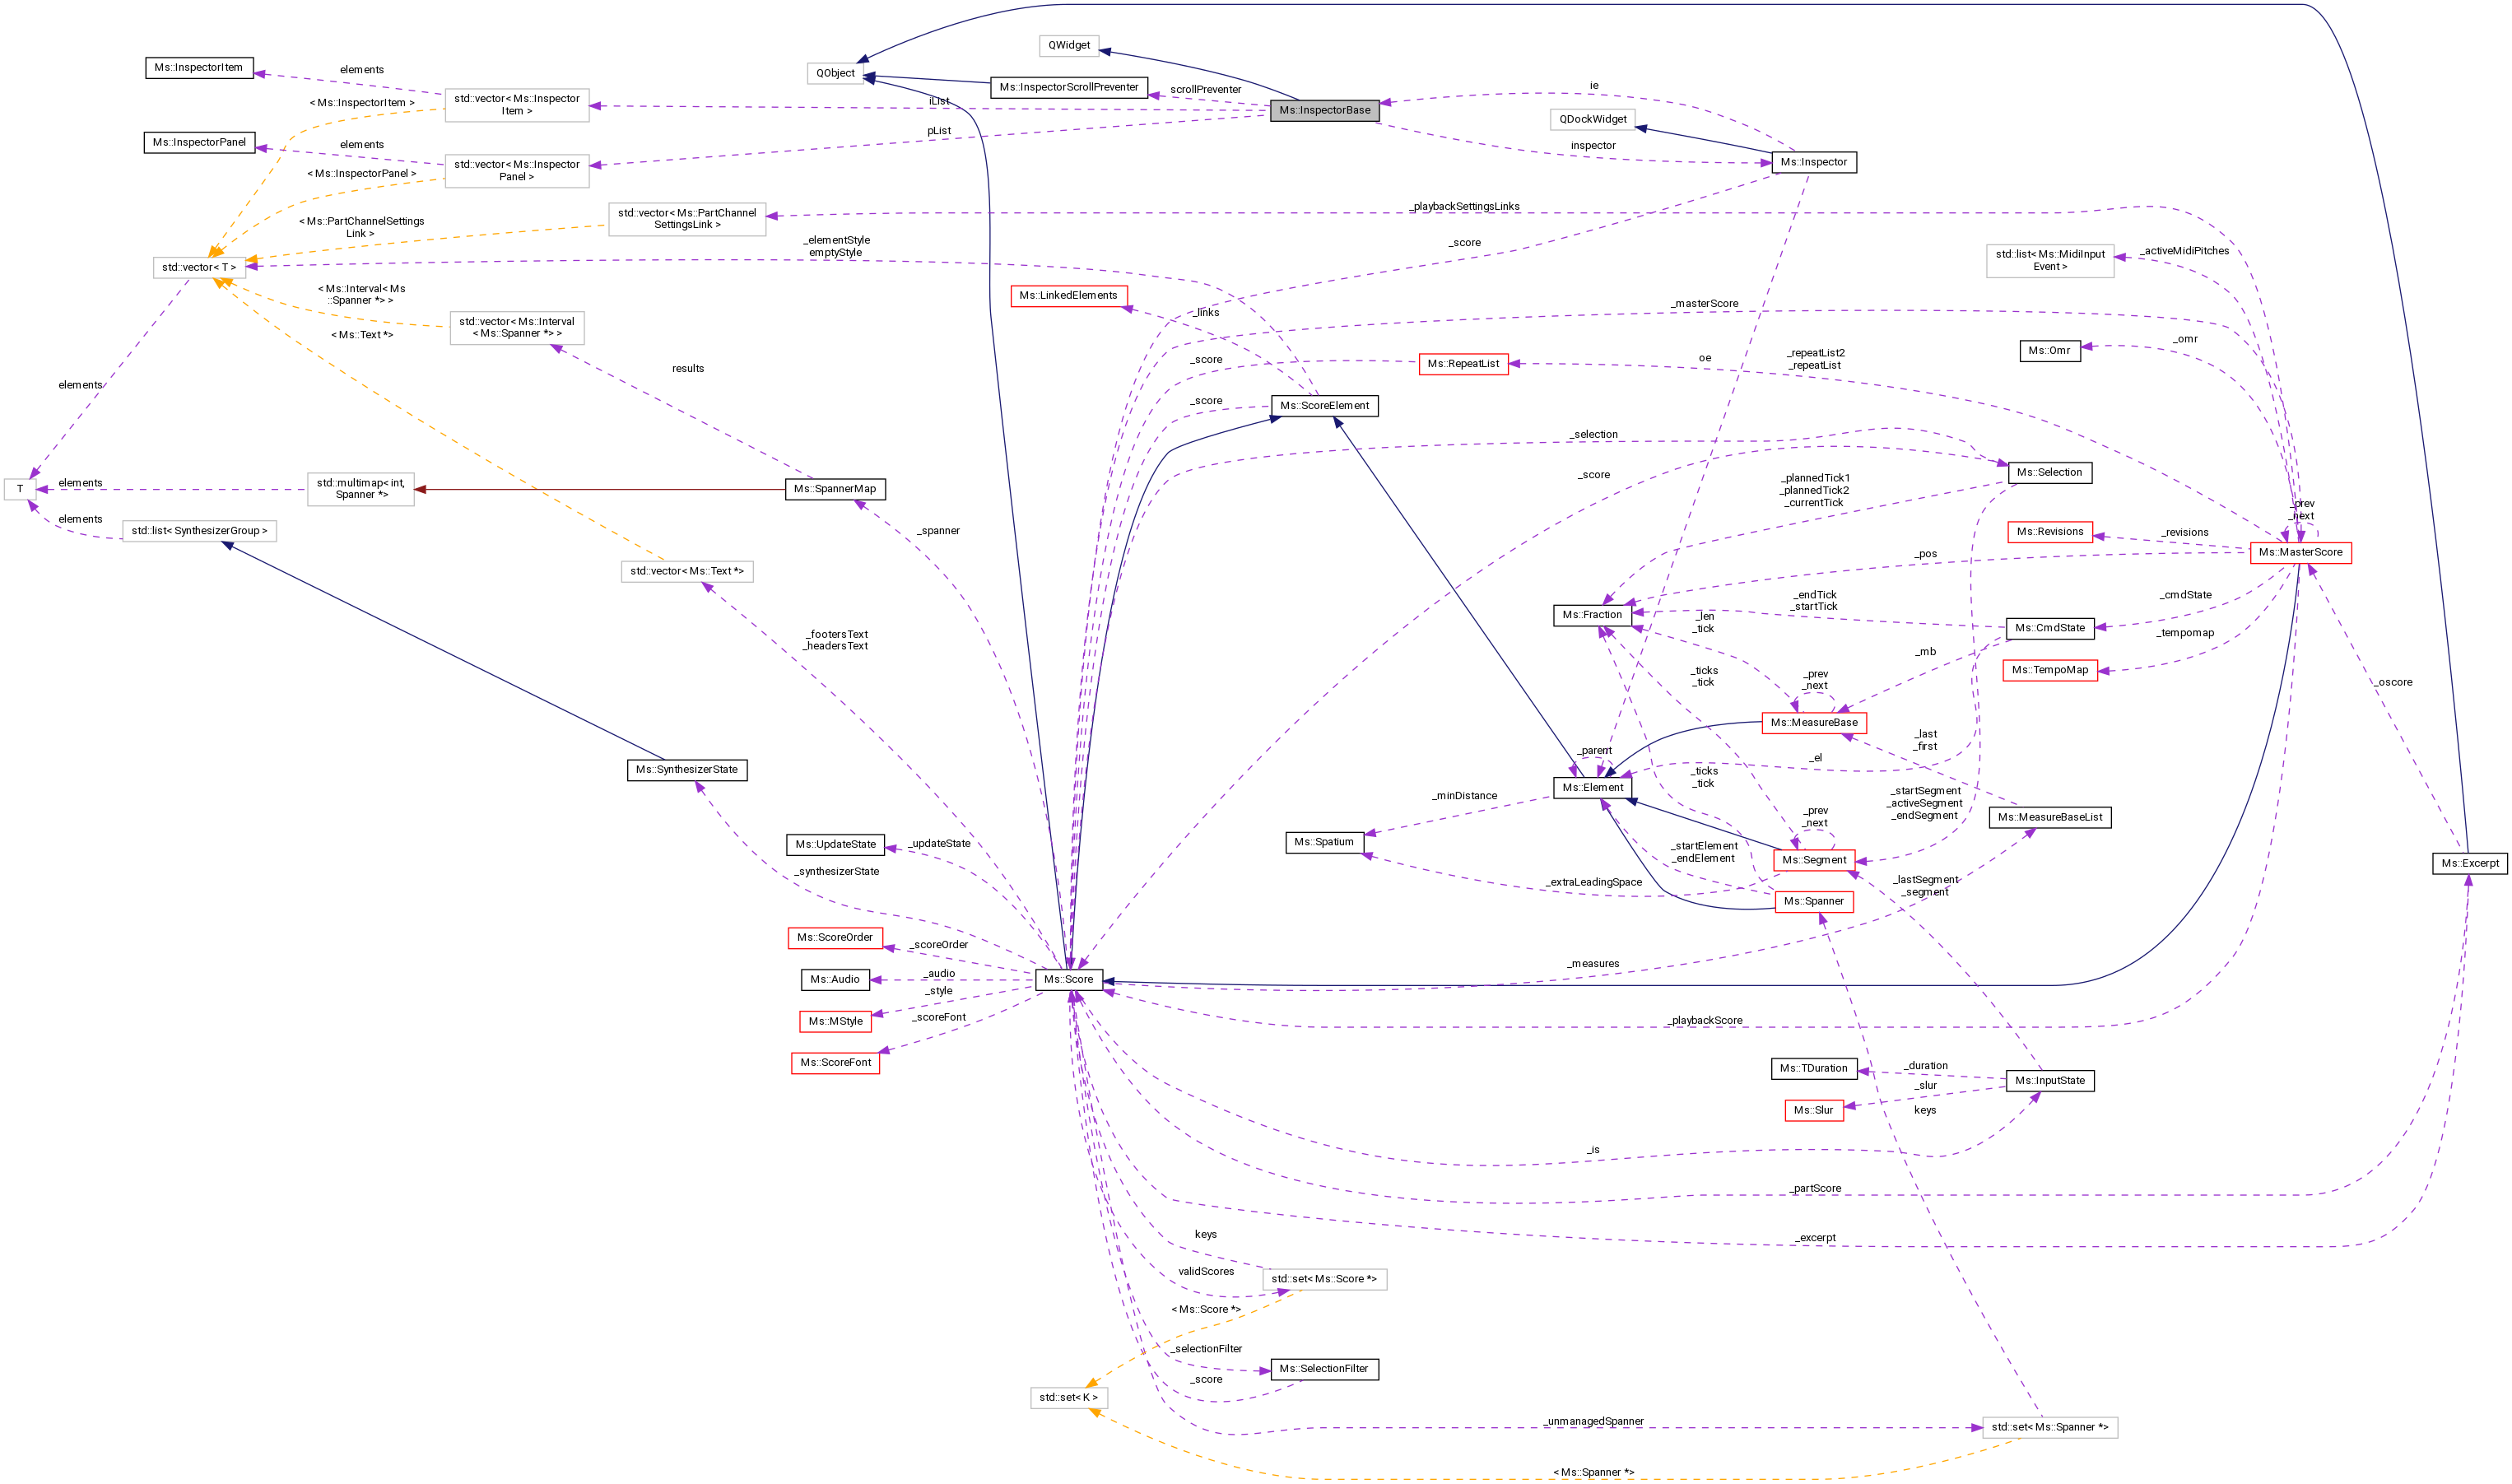 QWidget
QObject
Ms::InspectorItem
elements
< Ms::InspectorItem >
std::vector< Ms::Inspector
Item >
iList
Ms::InspectorScrollPreventer
scrollPreventer
Ms::InspectorBase
ie
QDockWidget
Ms::InspectorPanel
elements
< Ms::InspectorPanel >
std::vector< Ms::Inspector
Panel >
pList
inspector
Ms::Inspector
< Ms::PartChannelSettings
Link >
std::vector< Ms::PartChannel
SettingsLink >
_playbackSettingsLinks
_elementStyle
emptyStyle
_score
std::list< Ms::MidiInput
Event >
_activeMidiPitches
std::vector< T >
< Ms::Interval< Ms
::Spanner *> >
std::vector< Ms::Interval
< Ms::Spanner *> >
< Ms::Text *>
Ms::LinkedElements
_links
_masterScore
Ms::Omr
_omr
results
_score
Ms::RepeatList
oe
_repeatList2
_repeatList
elements
_score
Ms::ScoreElement
_selection
_score
Ms::Selection
T
elements
std::multimap< int,
Spanner *>
Ms::SpannerMap
_plannedTick1
_plannedTick2
_currentTick
_prev
_next
elements
std::list< SynthesizerGroup >
_spanner
Ms::Revisions
_revisions
Ms::MasterScore
_pos
std::vector< Ms::Text *>
_endTick
_startTick
_cmdState
Ms::Fraction
_len
_tick
Ms::CmdState
_tempomap
_footersText
_headersText
_mb
Ms::TempoMap
_ticks
_tick
_prev
_next
_oscore
Ms::MeasureBase
_last
_first
_parent
_el
Ms::SynthesizerState
Ms::Element
_ticks
_tick
_minDistance
_startSegment
_activeSegment
_endSegment
Ms::MeasureBaseList
_prev
_next
Ms::UpdateState
_updateState
Ms::Spatium
_startElement
_endElement
Ms::Segment
Ms::Excerpt
_synthesizerState
_extraLeadingSpace
_lastSegment
_segment
Ms::Spanner
Ms::ScoreOrder
_scoreOrder
Ms::Audio
_audio
Ms::Score
_measures
_style
Ms::MStyle
_scoreFont
_playbackScore
Ms::ScoreFont
Ms::TDuration
_duration
Ms::InputState
_slur
Ms::Slur
keys
_is
_partScore
keys
_excerpt
validScores
std::set< Ms::Score *>
< Ms::Score *>
_selectionFilter
Ms::SelectionFilter
_score
std::set< K >
_unmanagedSpanner
std::set< Ms::Spanner *>
< Ms::Spanner *>